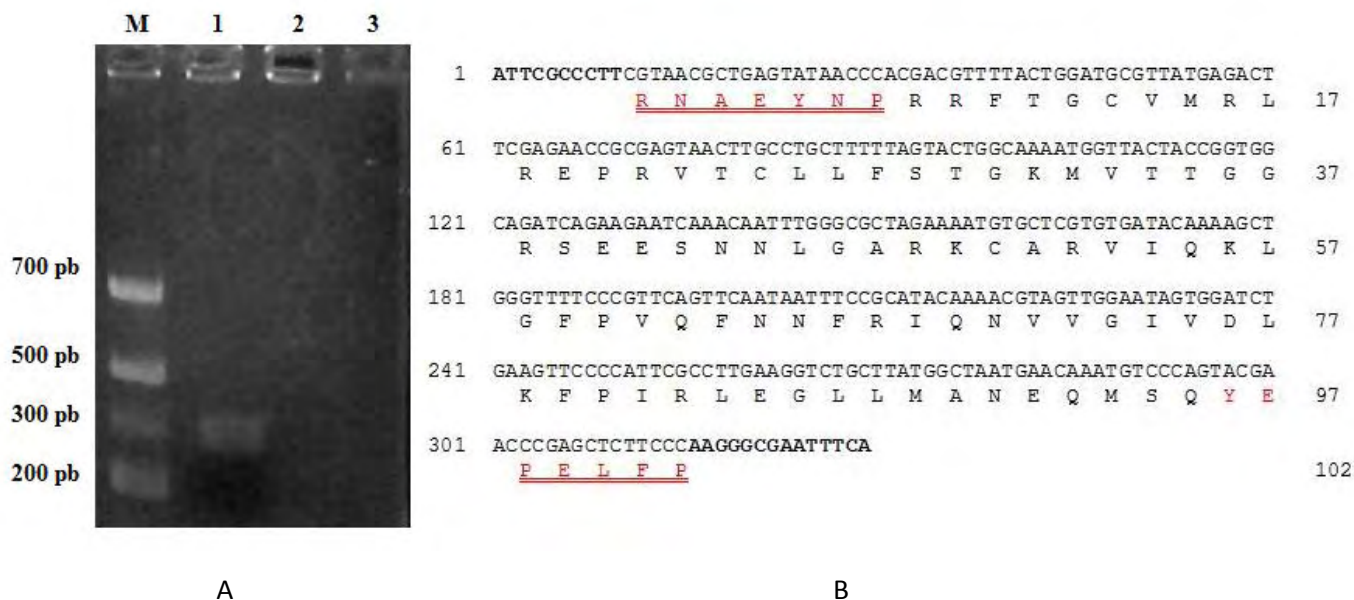 M 1 2 3
700 pb
500 pb
300 pb
200 pb
A
1 ATTCGCCCTTCGTAACGCTGAGTATAACCCACGACGTTTTACTGGATGCGTTATGAGACT
R N A E Y N P R R F T G C V M R L 17
61 TCGAGAACCGCGAGTAACTTGCCTGCTTTTTAGTACTGGCAAAATGGTTACTACCGGTGG
R E P R V T C L L F S T G K M V T T G G 37
121 CAGATCAGAAGAATCAAACAATTTGGGCGCTAGAAAATGTGCTCGTGTGATACAAAAGCT
R S E E S N N L G A R K C A R V I Q K L 57
181 GGGTTTTCCCGTTCAGTTCAATAATTTCCGCATACAAAACGTAGTTGGAATAGTGGATCT
G F P V Q F N N F R I Q N V V G I V D L 77
241 GAAGTTCCCCATTCGCCTTGAAGGTCTGCTTATGGCTAATGAACAAATGTCCCAGTACGA
K F P I R L E G L L M A N E Q M S Q Y E 97
301 ACCCGAGCTCTTCCCAAGGGCGAATTTCA
P E L F P 102
B